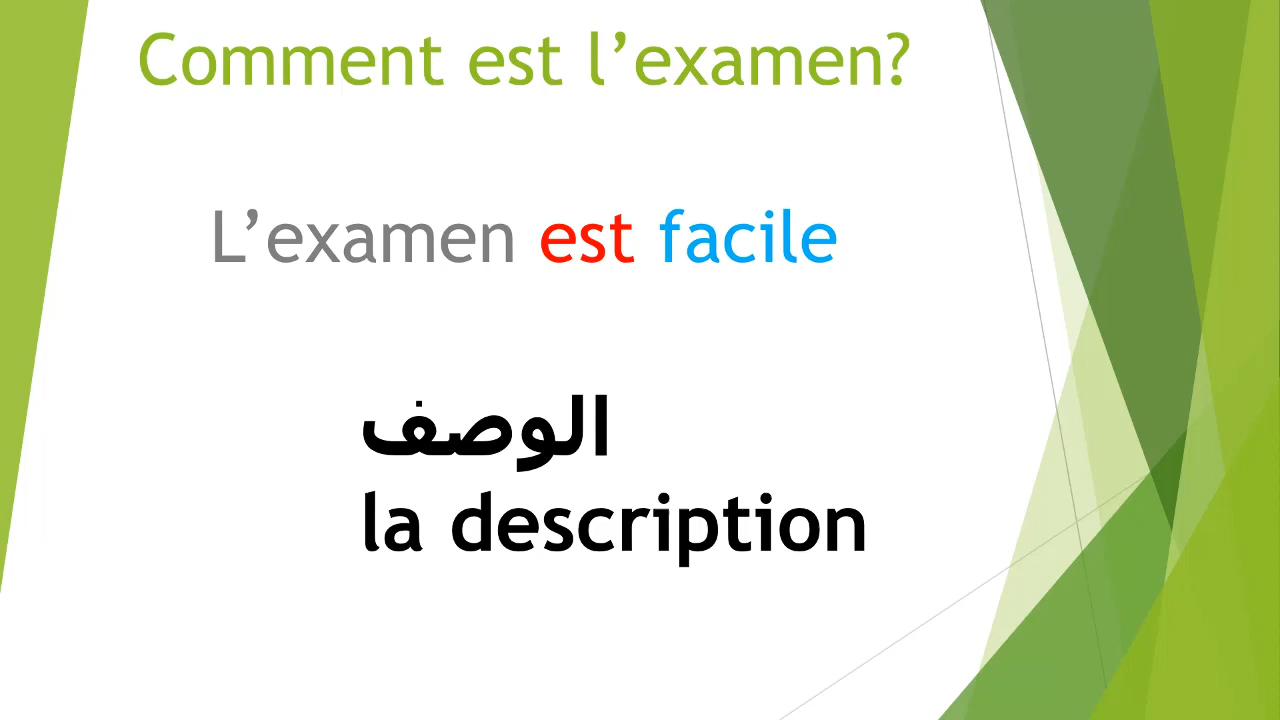 Comment est l’examen?
L’examen est facile
الوصف
la description